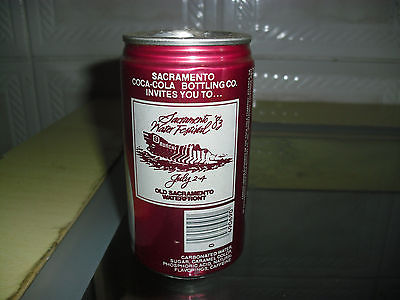 SACRAMENTO
COCA-COLA BOTTLING CO.
INVITES YOU TO...
Sacramento
Water Festival '83
July 2-4
OLD SACRAMENTO
WATERFRONT
CARBONATED WATER,
SUGAR, CARAMEL COLOR,
PHOSPHORIC ACID, NATURAL
FLAVORINGS, CAFFEINE